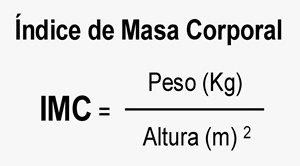 Índice de Masa Corporal
IMC = Peso (Kg)
Altura (m) 2